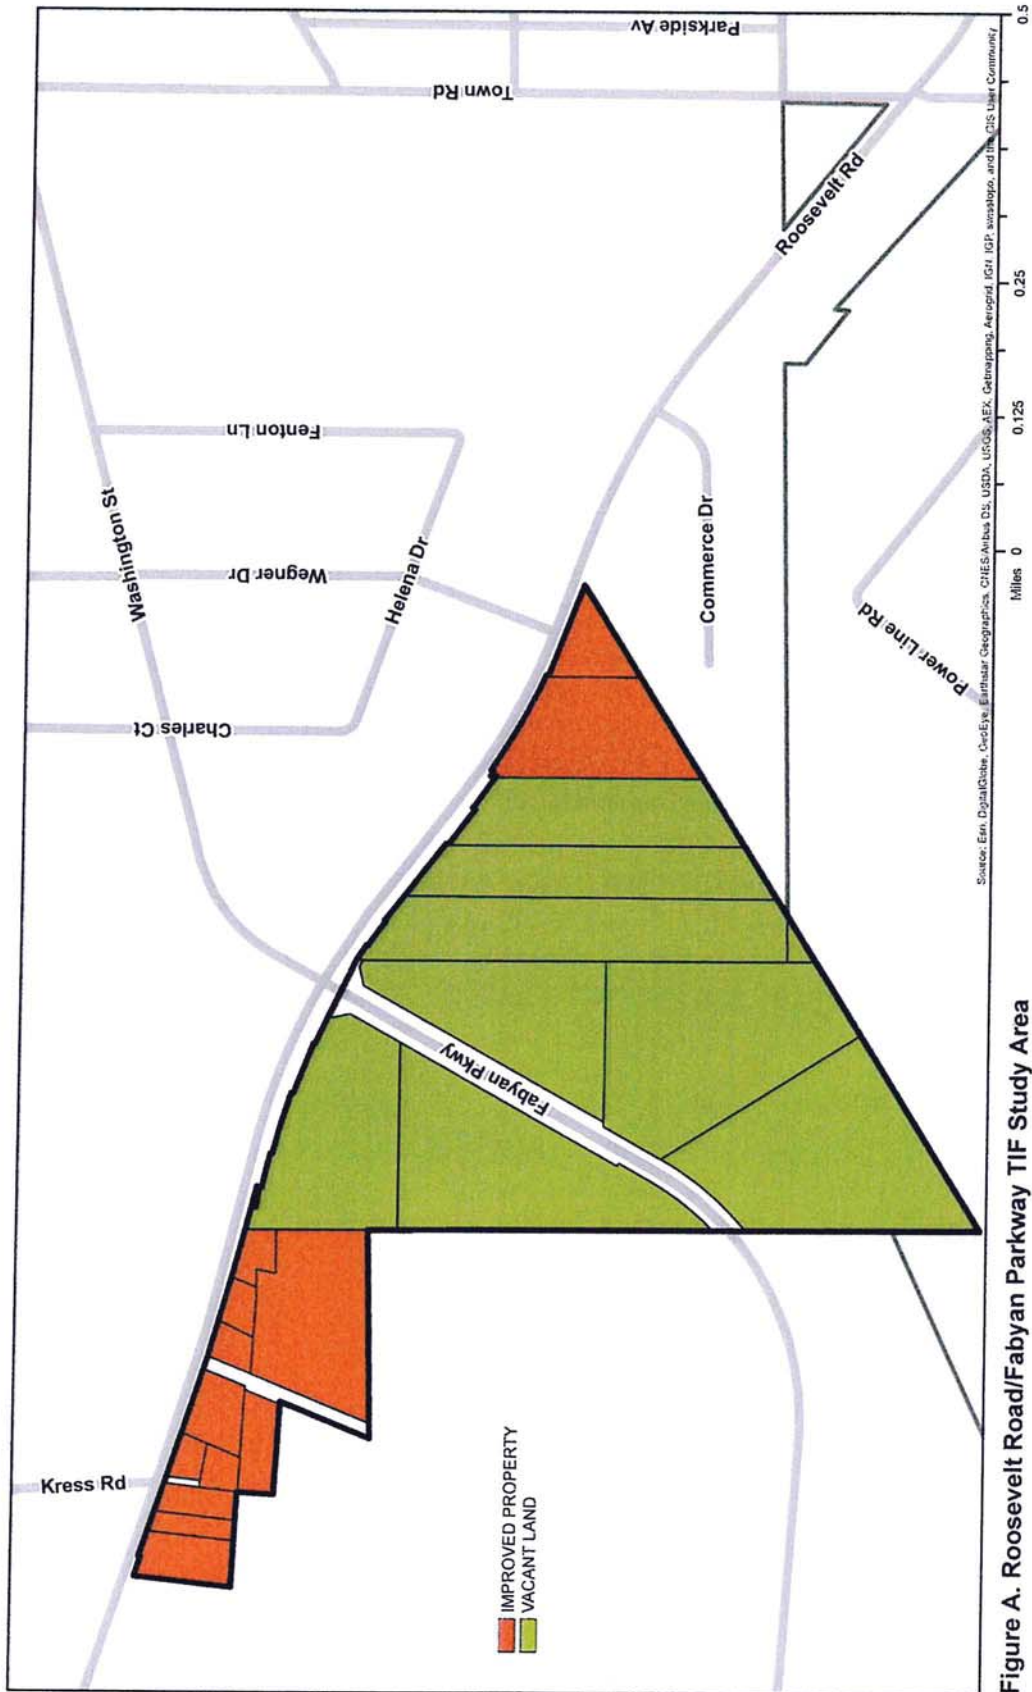 Kress Rd
Washington St
Charles Ct
Wegner Dr
Helena Dr
Fenton Ln
Town Rd
Parkside Av
Fabyan Pkwy
Commerce Dr
Roosevelt Rd
Power Line Rd
IMPROVED PROPERTY
VACANT LAND
Source: Esri, DigitalGlobe, GeoEye, Earthstar Geographics, CNES/Airbus DS, USDA, USGS, AEX, Getmapping, Aerogrid, IGN, IGP, swisstopo, and the GIS User Community
0 0.125 0.25 0.5
Miles
Figure A. Roosevelt Road/Fabyan Parkway TIF Study Area